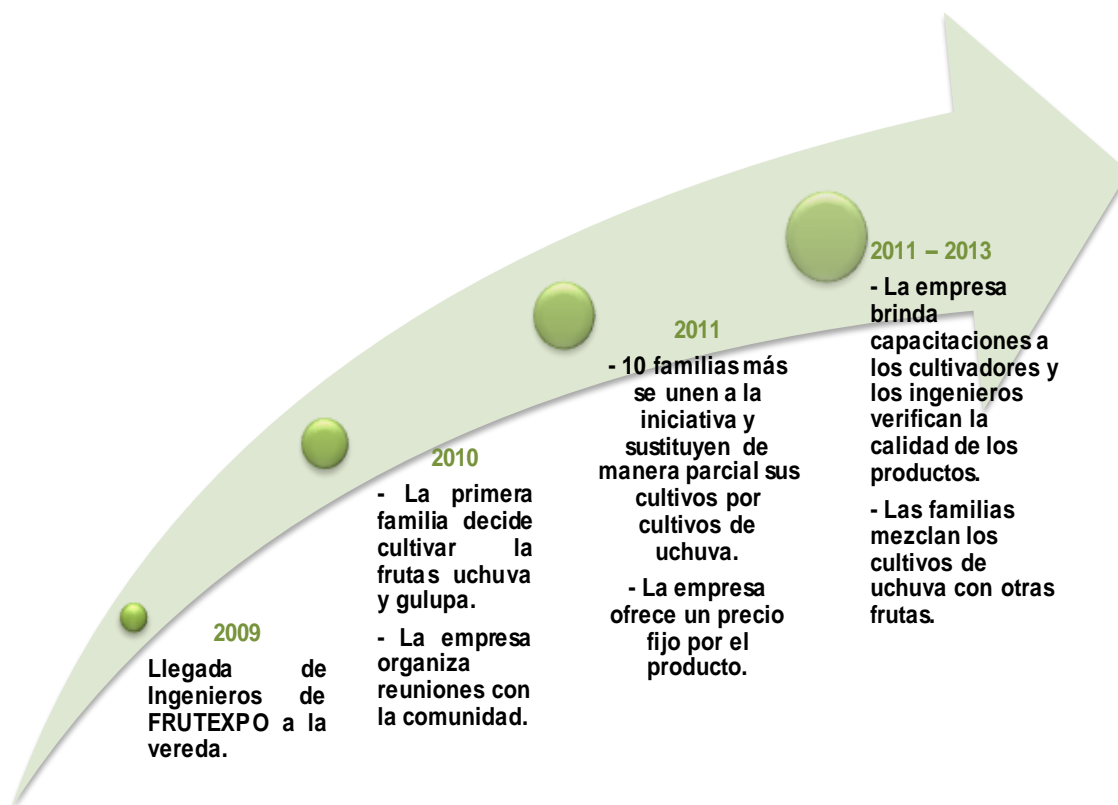 2009
Llegada de
Ingenieros de
FRUTEXPO a la
vereda.
2010
- La primera
familia decide
cultivar la
frutas uchuva
y gulupa.
- La empresa
organiza
reuniones con
la comunidad.
2011
- 10 familias más
se unen a la
iniciativa y
sustituyen de
manera parcial sus
cultivos por
cultivos de
uchuva.
- La empresa
ofrece un precio
fijo por el
producto.
2011 – 2013
- La empresa
brinda
capacitaciones a
los cultivadores y
los ingenieros
verifican la
calidad de los
productos.
- Las familias
mezclan los
cultivos de
uchuva con otras
frutas.